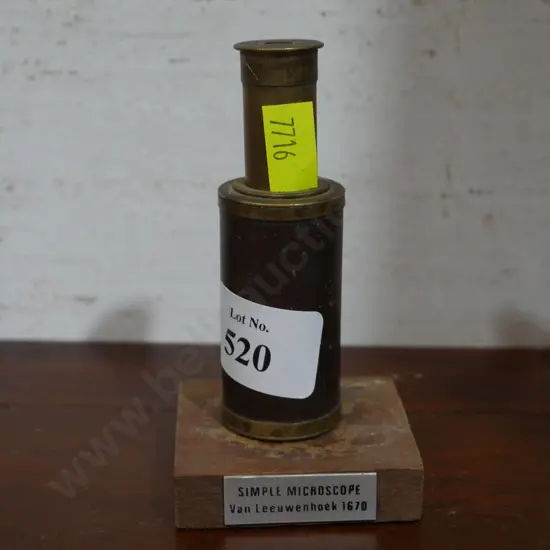 7716
Lot No.
520
SIMPLE MICROSCOPE
Van Leeuwenhoek 1670